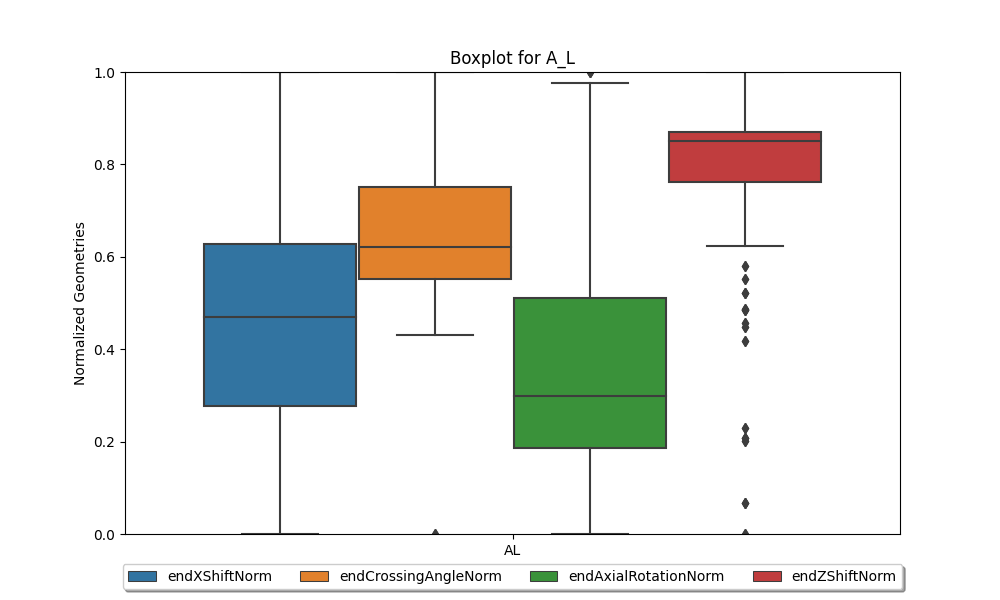 Boxplot for A_L
1.0
0.8
0.6
0.4
0.2
0.0
Normalized Geometries
AL
endXShiftNorm endCrossingAngleNorm endAxialRotationNorm endZShiftNorm